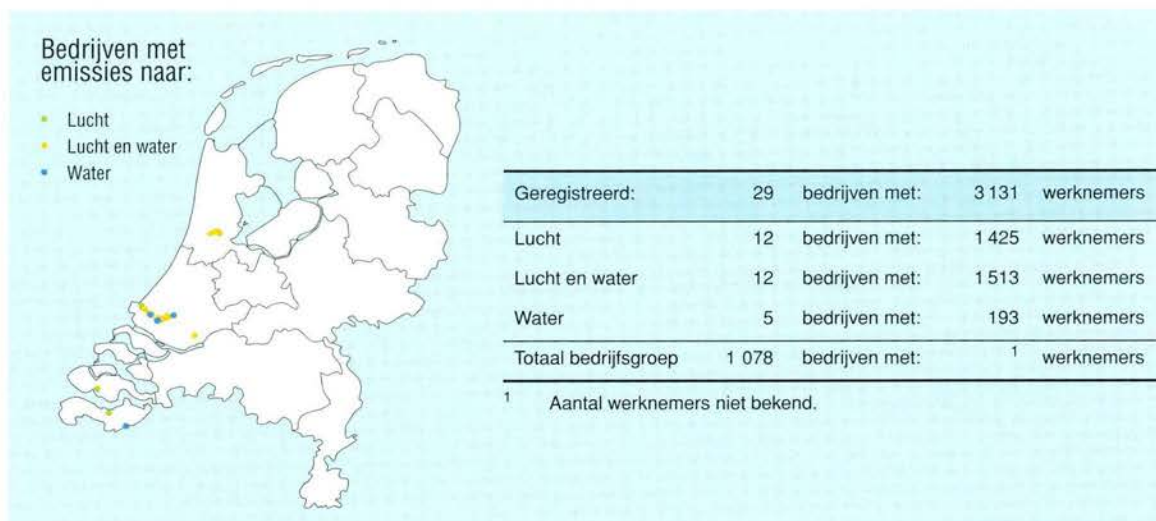 Bedrijven met
emissies naar:
Lucht
Lucht en water
Water
Geregistreerd: 29 bedrijven met: 3 131 werknemers
Lucht 12 bedrijven met: 1 425 werknemers
Lucht en water 12 bedrijven met: 1 513 werknemers
Water 5 bedrijven met: 193 werknemers
Totaal bedrijfsgroep 1 078 bedrijven met: 1 werknemers
1 Aantal werknemers niet bekend.